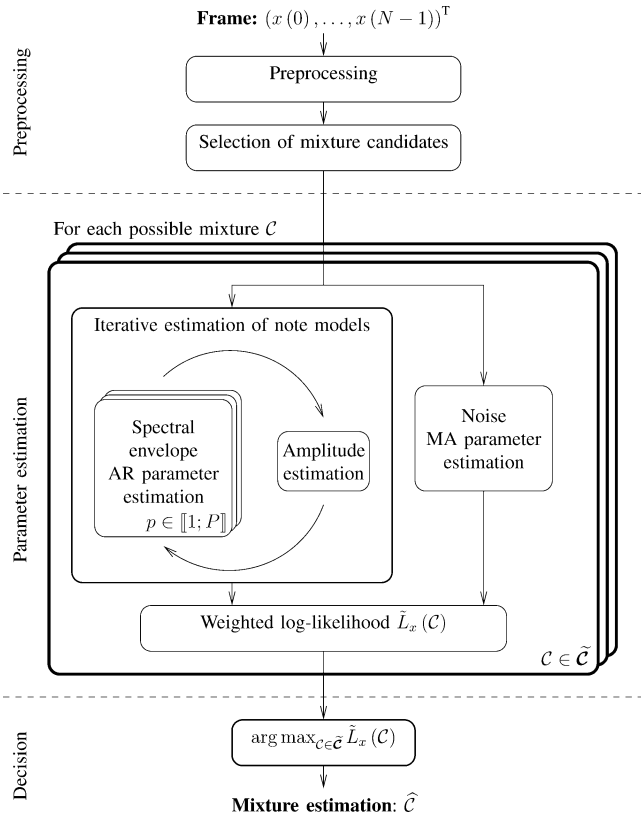 Frame: (x (0) , . . . , x (N − 1))ᵀ
Preprocessing
Preprocessing
Selection of mixture candidates
For each possible mixture 𝒞
Parameter estimation
Iterative estimation of note models
Spectral
envelope
AR parameter
estimation
p ∈ ⟦1; P⟧
Amplitude
estimation
Noise
MA parameter
estimation
Weighted log-likelihood L̃ₓ (𝒞)
𝒞 ∈ 𝓒̃
Decision
arg max_{𝒞∈𝓒̃} L̃ₓ (𝒞)
Mixture estimation: 𝒞̂